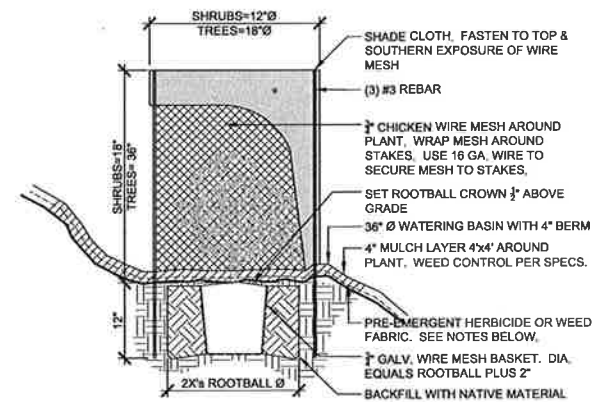 SHRUBS=12"Ø
TREES=18"Ø
SHADE CLOTH, FASTEN TO TOP &
SOUTHERN EXPOSURE OF WIRE
MESH
(3) #3 REBAR
¾" CHICKEN WIRE MESH AROUND
PLANT, WRAP MESH AROUND
STAKES, USE 16 GA, WIRE TO
SECURE MESH TO STAKES,
SHRUBS=18"
TREES= 36"
SET ROOTBALL CROWN ½" ABOVE
GRADE
36" Ø WATERING BASIN WITH 4" BERM
4" MULCH LAYER 4'x4' AROUND
PLANT, WEED CONTROL PER SPECS.
12"
PRE-EMERGENT HERBICIDE OR WEED
FABRIC. SEE NOTES BELOW,
¾" GALV, WIRE MESH BASKET. DIA,
EQUALS ROOTBALL PLUS 2"
2X's ROOTBALL Ø
BACKFILL WITH NATIVE MATERIAL